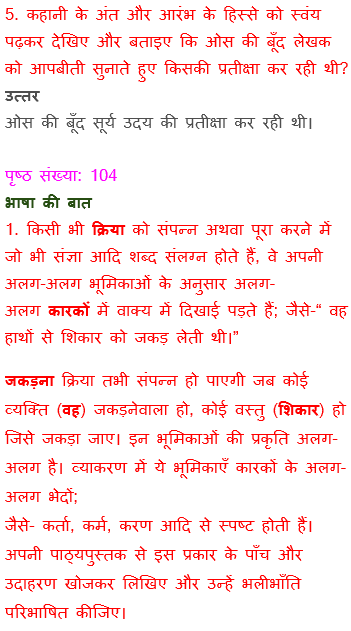 5. कहानी के अंत और आरंभ के हिस्से को स्वंय
पढ़कर देखिए और बताइए कि ओस की बूँद लेखक
को आपबीती सुनाते हुए किसकी प्रतीक्षा कर रही थी?
उत्तर
ओस की बूँद सूर्य उदय की प्रतीक्षा कर रही थी।
पृष्ठ संख्या: 104
भाषा की बात
1. किसी भी क्रिया को संपन्न अथवा पूरा करने में
जो भी संज्ञा आदि शब्द संलग्न होते हैं, वे अपनी
अलग-अलग भूमिकाओं के अनुसार अलग-
अलग कारकों में वाक्य में दिखाई पड़ते हैं; जैसे-“ वह
हाथों से शिकार को जकड़ लेती थी।”
जकड़ना क्रिया तभी संपन्न हो पाएगी जब कोई
व्यक्ति (वह) जकड़नेवाला हो, कोई वस्तु (शिकार) हो
जिसे जकड़ा जाए। इन भूमिकाओं की प्रकृति अलग-
अलग है। व्याकरण में ये भूमिकाएँ कारकों के अलग-
अलग भेदों;
जैसे- कर्ता, कर्म, करण आदि से स्पष्ट होती हैं।
अपनी पाठ्यपुस्तक से इस प्रकार के पाँच और
उदाहरण खोजकर लिखिए और उन्हें भलीभाँति
परिभाषित कीजिए।